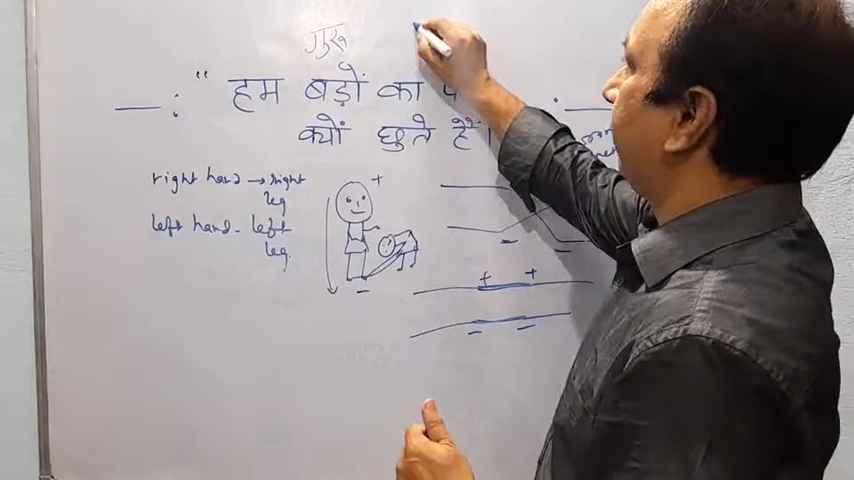 गुरु
" हम बड़ों का
क्यों छुते हैं।
right hand → right
leg
left hand - left
leg.
+
+ +